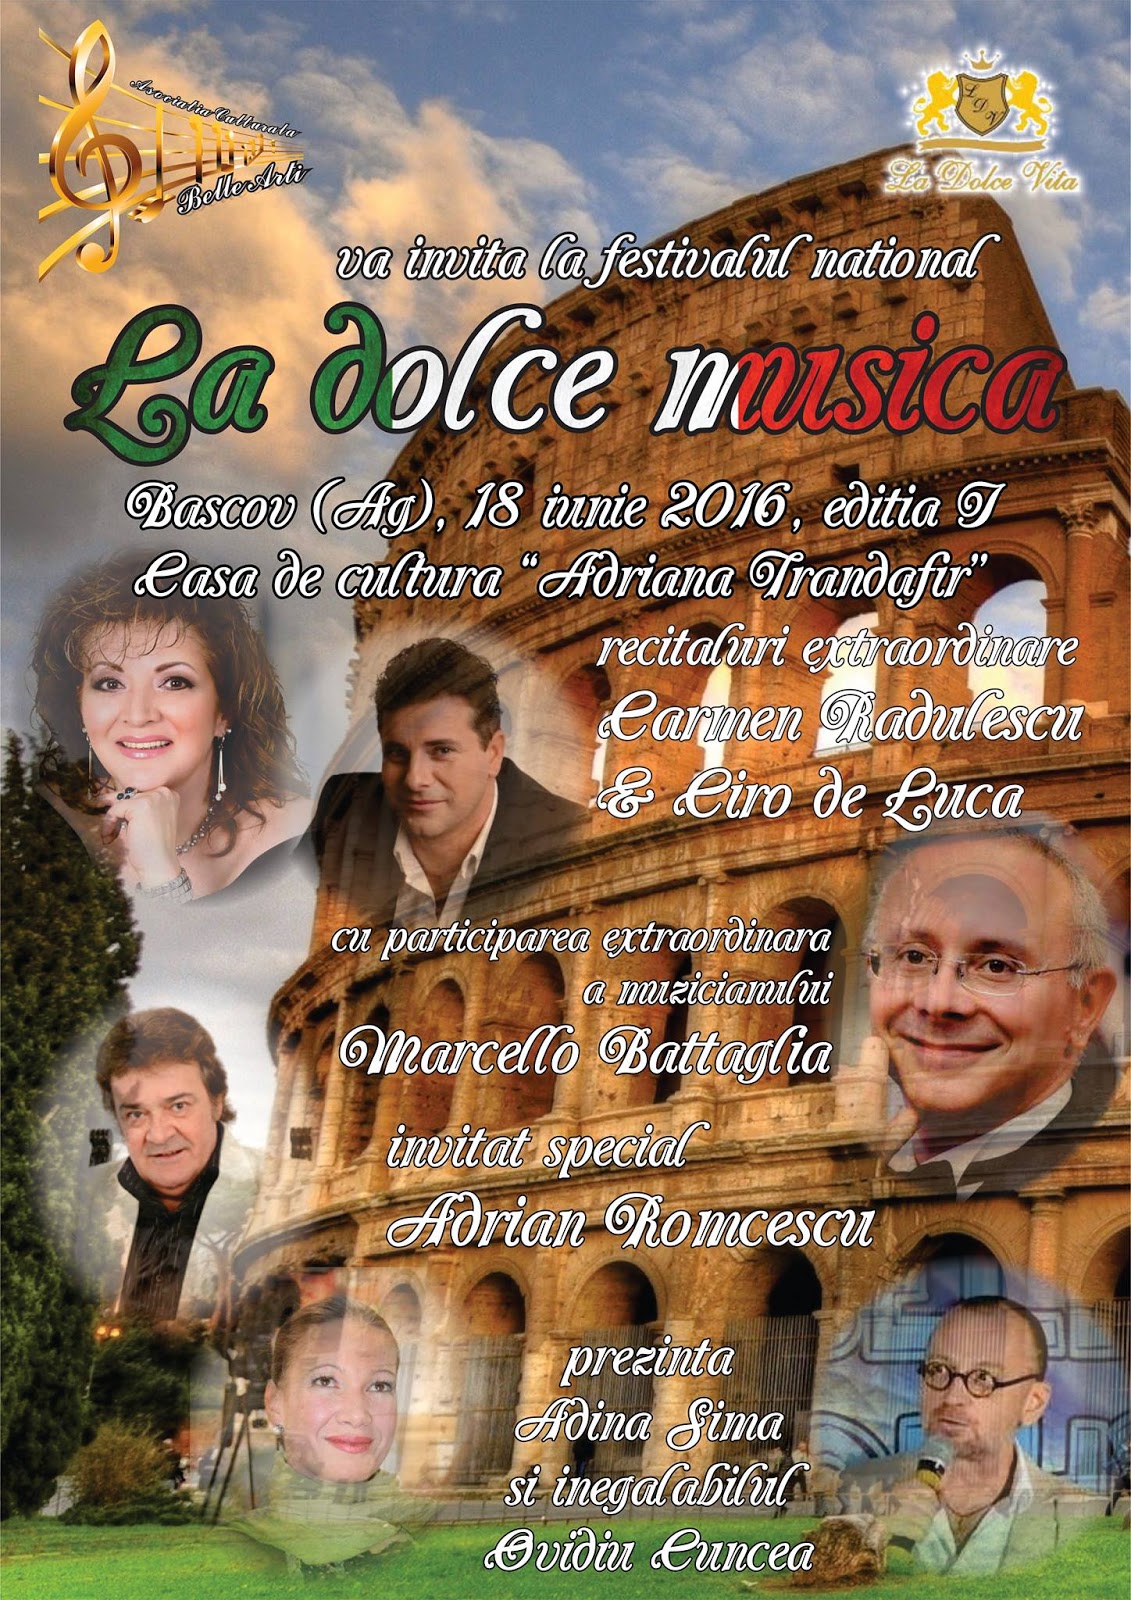 Asociatia Culturala
Belle Arti
L D V
La Dolce Vita
va invita la festivalul national
La dolce musica
Bascov (Ag), 18 iunie 2016, editia I
Casa de cultura “Adriana Trandafir”
recitaluri extraordinare
Carmen Radulescu
& Ciro de Luca
cu participarea extraordinara
a muzicianului
Marcello Battaglia
invitat special
Adrian Romcescu
prezinta
Adina Sima
si inegalabilul
Ovidiu Cuncea